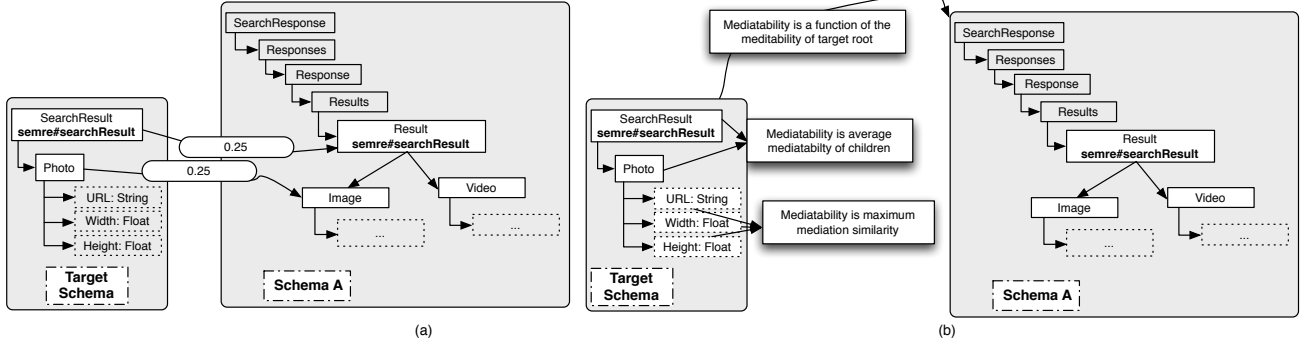 SearchResponse
Responses
Response
Results
Result
semre#searchResult
Image
...
Video
...
Schema A
SearchResult
semre#searchResult
Photo
URL: String
Width: Float
Height: Float
Target
Schema
0.25
0.25
(a)
Mediatability is a function of the
meditability of target root
SearchResult
semre#searchResult
Photo
URL: String
Width: Float
Height: Float
Target
Schema
Mediatability is average
mediatabilty of children
Mediatability is maximum
mediation similarity
SearchResponse
Responses
Response
Results
Result
semre#searchResult
Image
...
Video
...
Schema A
(b)